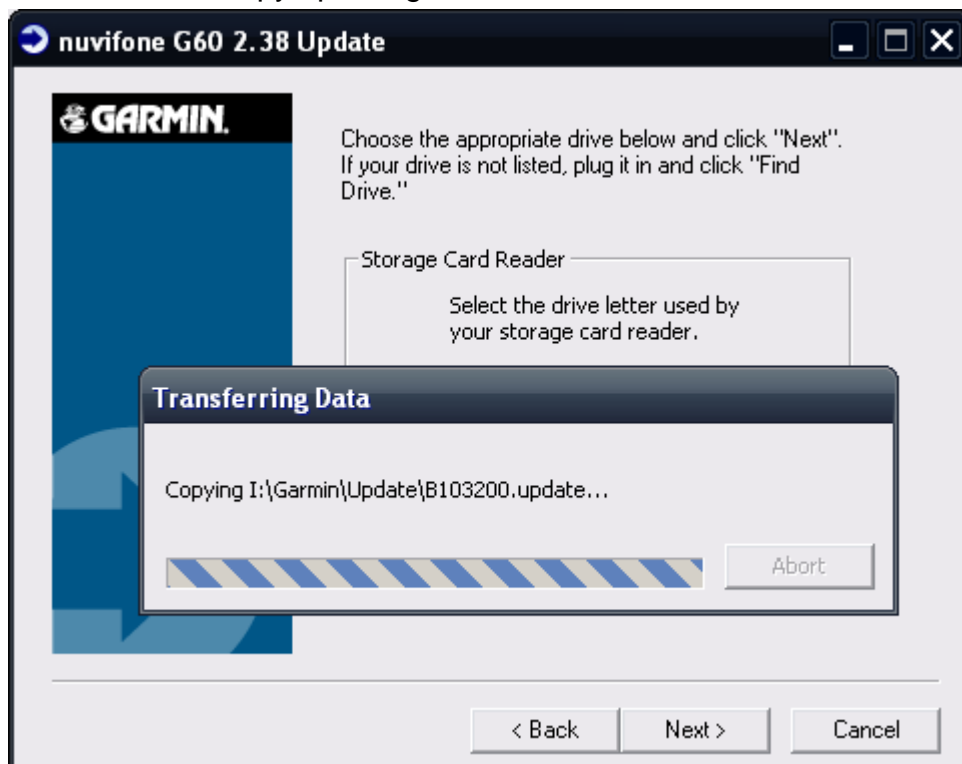 nuvifone G60 2.38 Update
GARMIN.
Choose the appropriate drive below and click "Next".
If your drive is not listed, plug it in and click "Find
Drive."
Storage Card Reader
Select the drive letter used by
your storage card reader.
Transferring Data
Copying I:\Garmin\Update\B103200.update...
Abort
< Back
Next >
Cancel